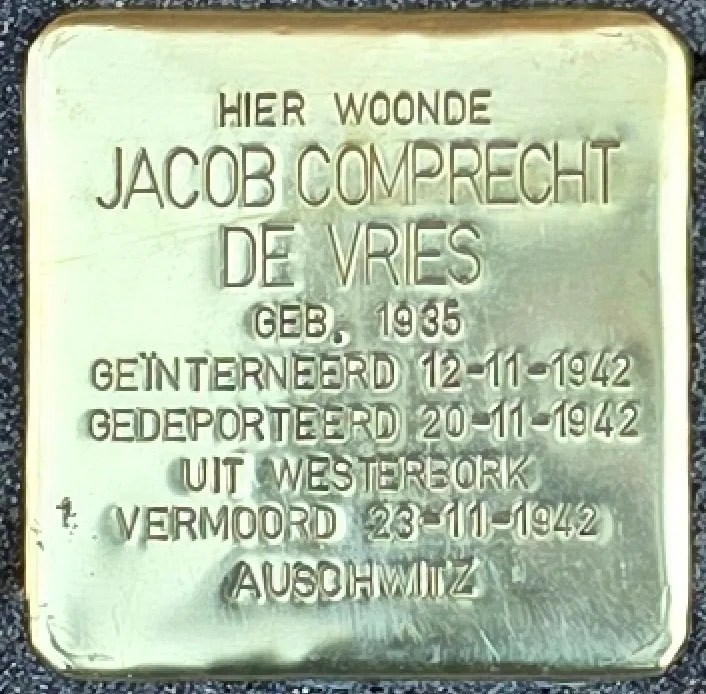 HIER WOONDE
JACOB COMPRECHT
DE VRIES
GEB. 1935
GEÏNTERNEERD 12-11-1942
GEDEPORTEERD 20-11-1942
UIT WESTERBORK
VERMOORD 23-11-1942
AUSCHWITZ